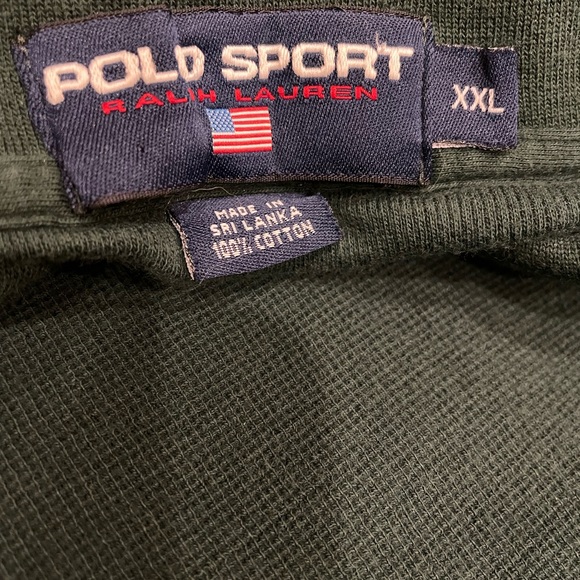 POLO SPORT
RALPH LAUREN
XXL
MADE IN
SRI LANKA
100% COTTON